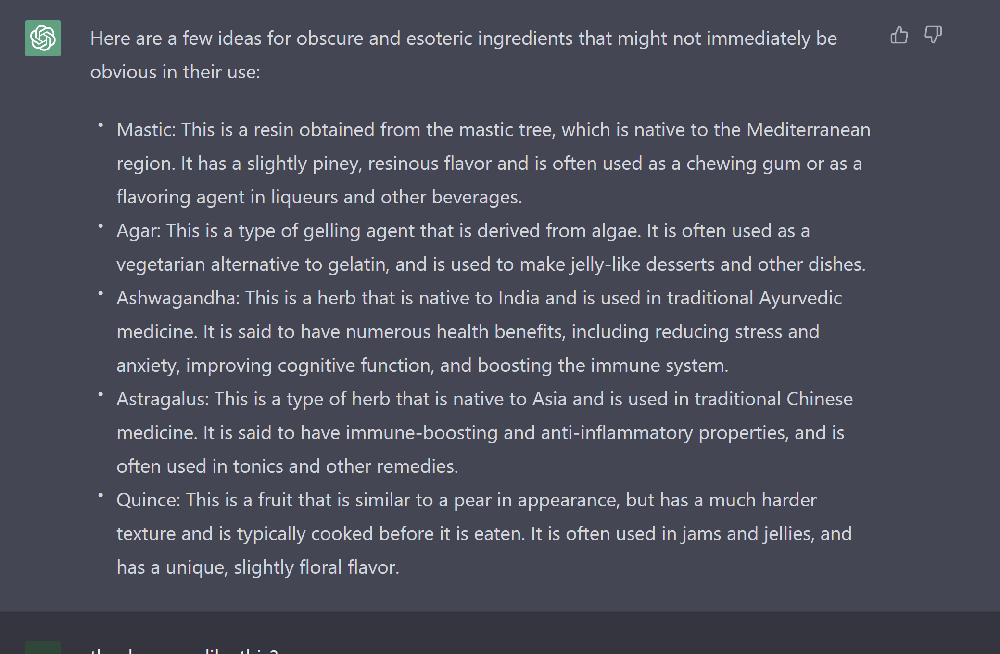 Here are a few ideas for obscure and esoteric ingredients that might not immediately be
obvious in their use:
• Mastic: This is a resin obtained from the mastic tree, which is native to the Mediterranean
region. It has a slightly piney, resinous flavor and is often used as a chewing gum or as a
flavoring agent in liqueurs and other beverages.
• Agar: This is a type of gelling agent that is derived from algae. It is often used as a
vegetarian alternative to gelatin, and is used to make jelly-like desserts and other dishes.
• Ashwagandha: This is a herb that is native to India and is used in traditional Ayurvedic
medicine. It is said to have numerous health benefits, including reducing stress and
anxiety, improving cognitive function, and boosting the immune system.
• Astragalus: This is a type of herb that is native to Asia and is used in traditional Chinese
medicine. It is said to have immune-boosting and anti-inflammatory properties, and is
often used in tonics and other remedies.
• Quince: This is a fruit that is similar to a pear in appearance, but has a much harder
texture and is typically cooked before it is eaten. It is often used in jams and jellies, and
has a unique, slightly floral flavor.
like this?